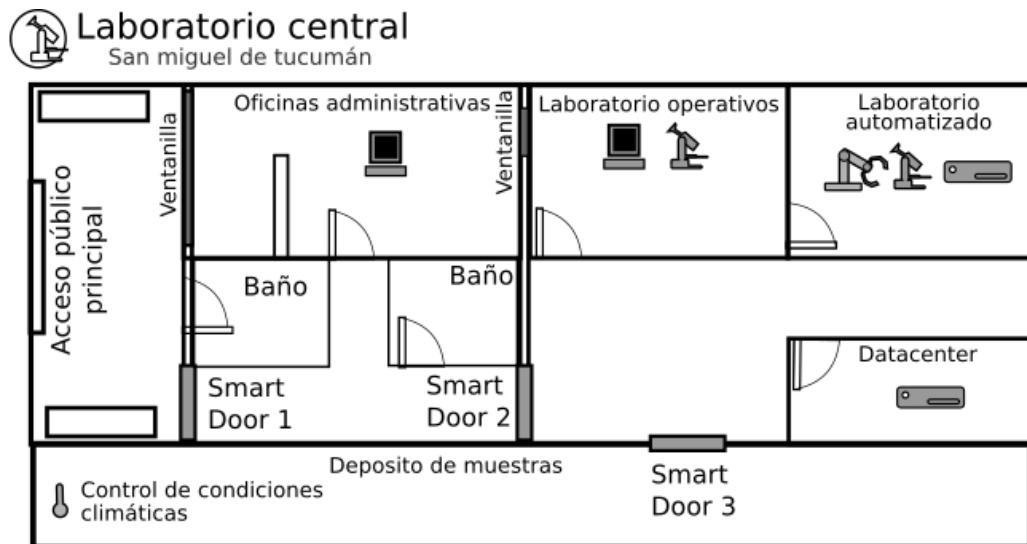 Laboratorio central
San miguel de tucumán
Acceso público
principal
Ventanilla
Oficinas administrativas
Ventanilla
Laboratorio operativos
Laboratorio
automatizado
Baño
Baño
Smart
Door 1
Smart
Door 2
Datacenter
Deposito de muestras
Smart
Door 3
Control de condiciones
climáticas